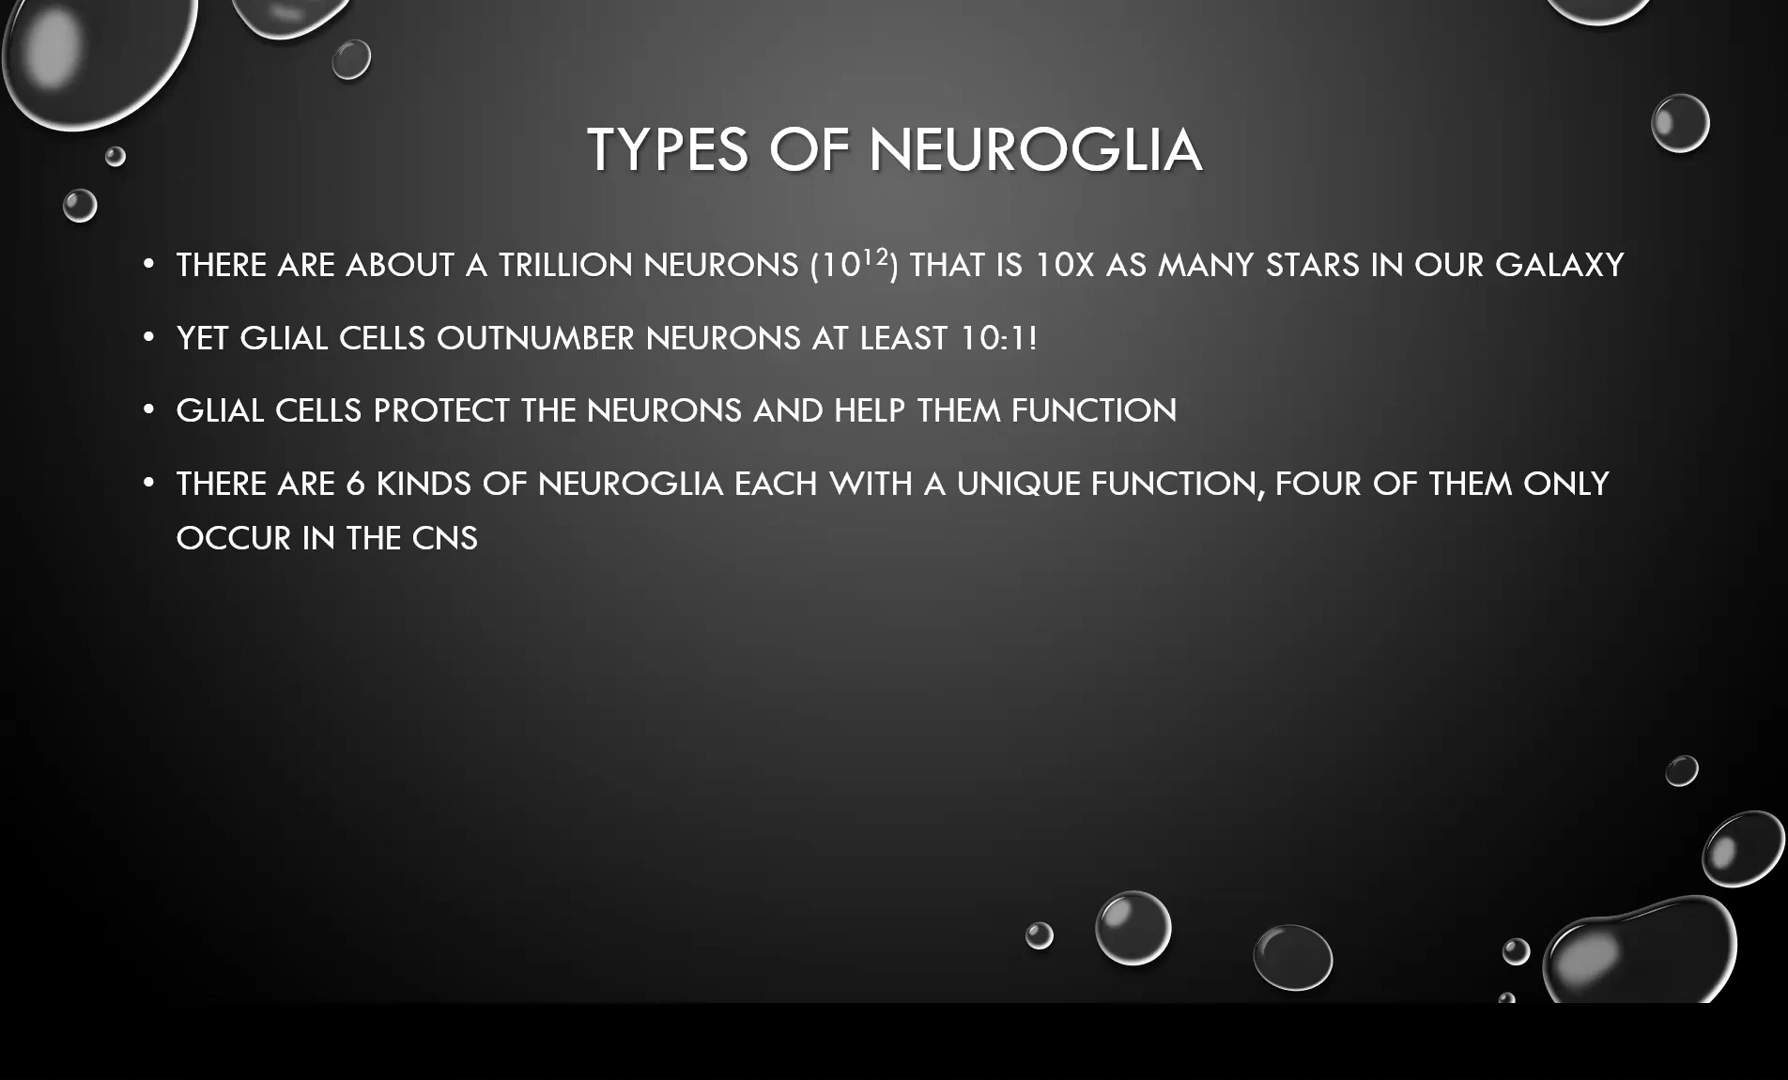 TYPES OF NEUROGLIA
• THERE ARE ABOUT A TRILLION NEURONS (10¹²) THAT IS 10X AS MANY STARS IN OUR GALAXY
• YET GLIAL CELLS OUTNUMBER NEURONS AT LEAST 10:1!
• GLIAL CELLS PROTECT THE NEURONS AND HELP THEM FUNCTION
• THERE ARE 6 KINDS OF NEUROGLIA EACH WITH A UNIQUE FUNCTION, FOUR OF THEM ONLY
OCCUR IN THE CNS